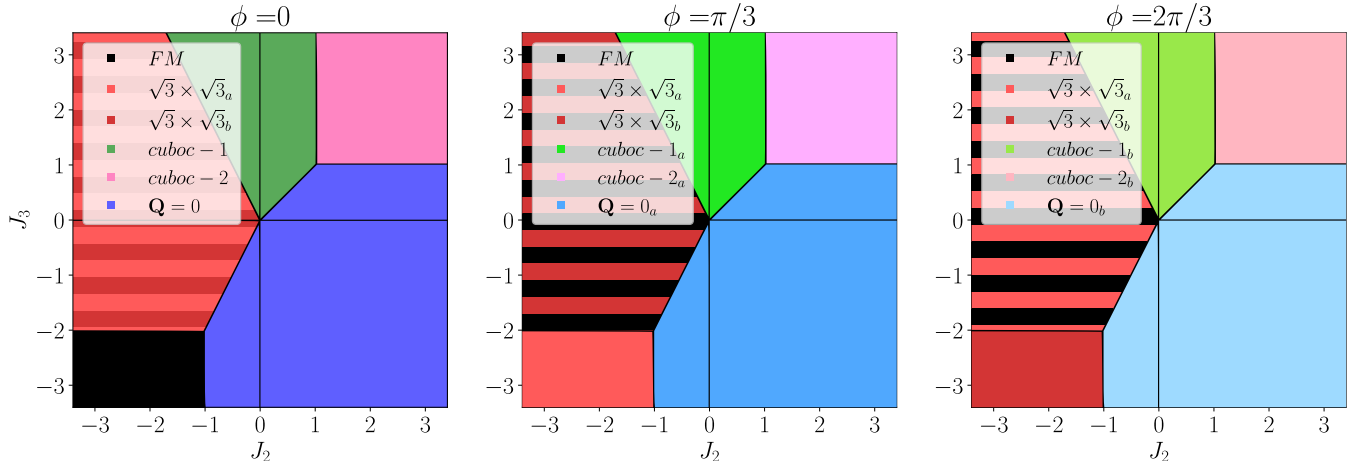 ϕ =0
FM
√3 × √3a
√3 × √3b
cuboc − 1
cuboc − 2
Q = 0
J3
3
2
1
0
−1
−2
−3
−3 −2 −1 0 1 2 3
J2
ϕ =π/3
FM
√3 × √3a
√3 × √3b
cuboc − 1a
cuboc − 2a
Q = 0a
3
2
1
0
−1
−2
−3
−3 −2 −1 0 1 2 3
J2
ϕ =2π/3
FM
√3 × √3a
√3 × √3b
cuboc − 1b
cuboc − 2b
Q = 0b
3
2
1
0
−1
−2
−3
−3 −2 −1 0 1 2 3
J2